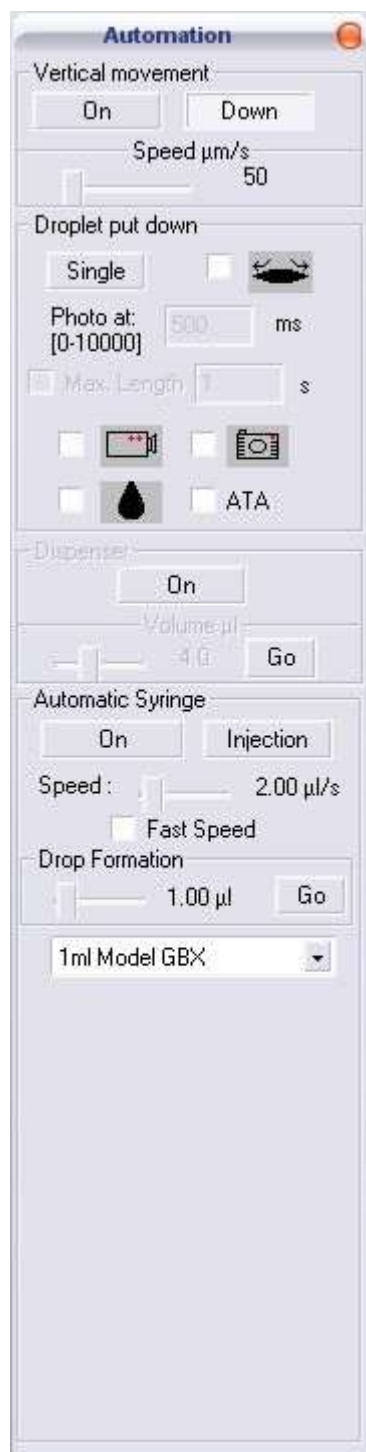 Automation
Vertical movement
On Down
Speed µm/s
50
Droplet put down
Single
Photo at:
[0-10000] 500 ms
Max. Length 1 s
ATA
Dispenser
On
Volume µl
4.0 Go
Automatic Syringe
On Injection
Speed : 2.00 µl/s
Fast Speed
Drop Formation
1.00 µl Go
1ml Model GBX